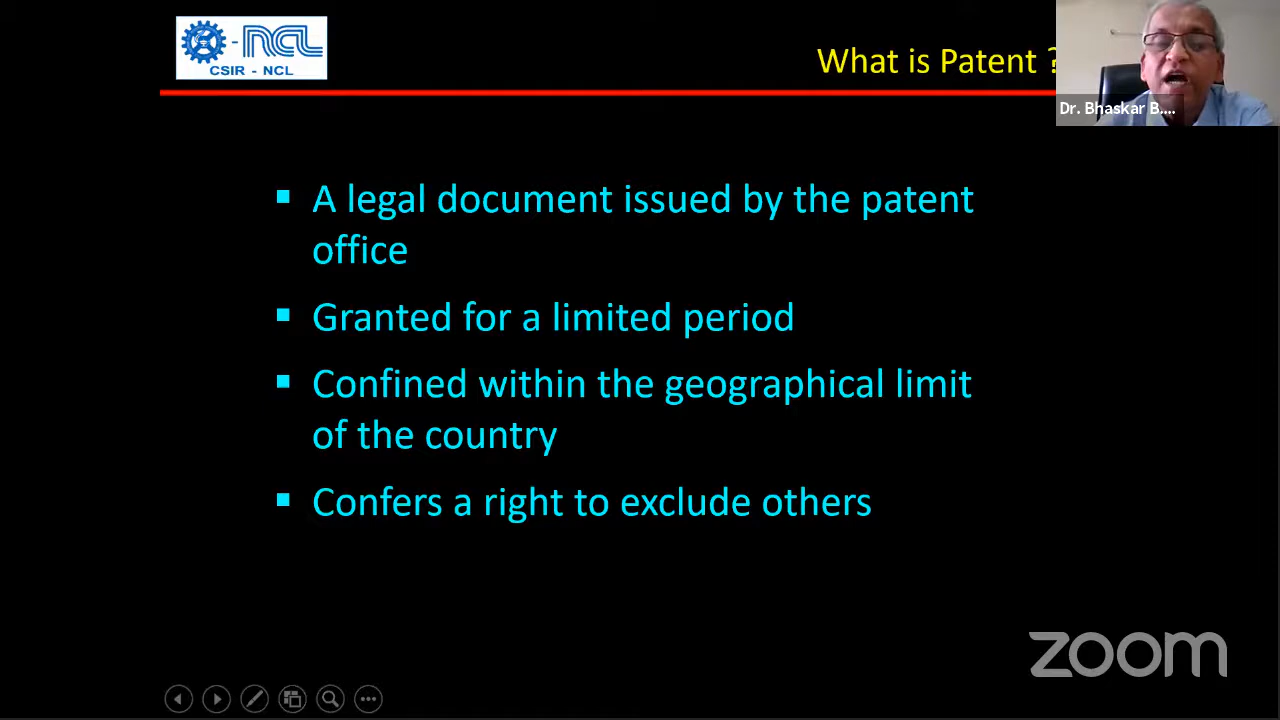 NCL
CSIR - NCL
What is Patent ?
Dr. Bhaskar B....
▪ A legal document issued by the patent
office
▪ Granted for a limited period
▪ Confined within the geographical limit
of the country
▪ Confers a right to exclude others
zoom